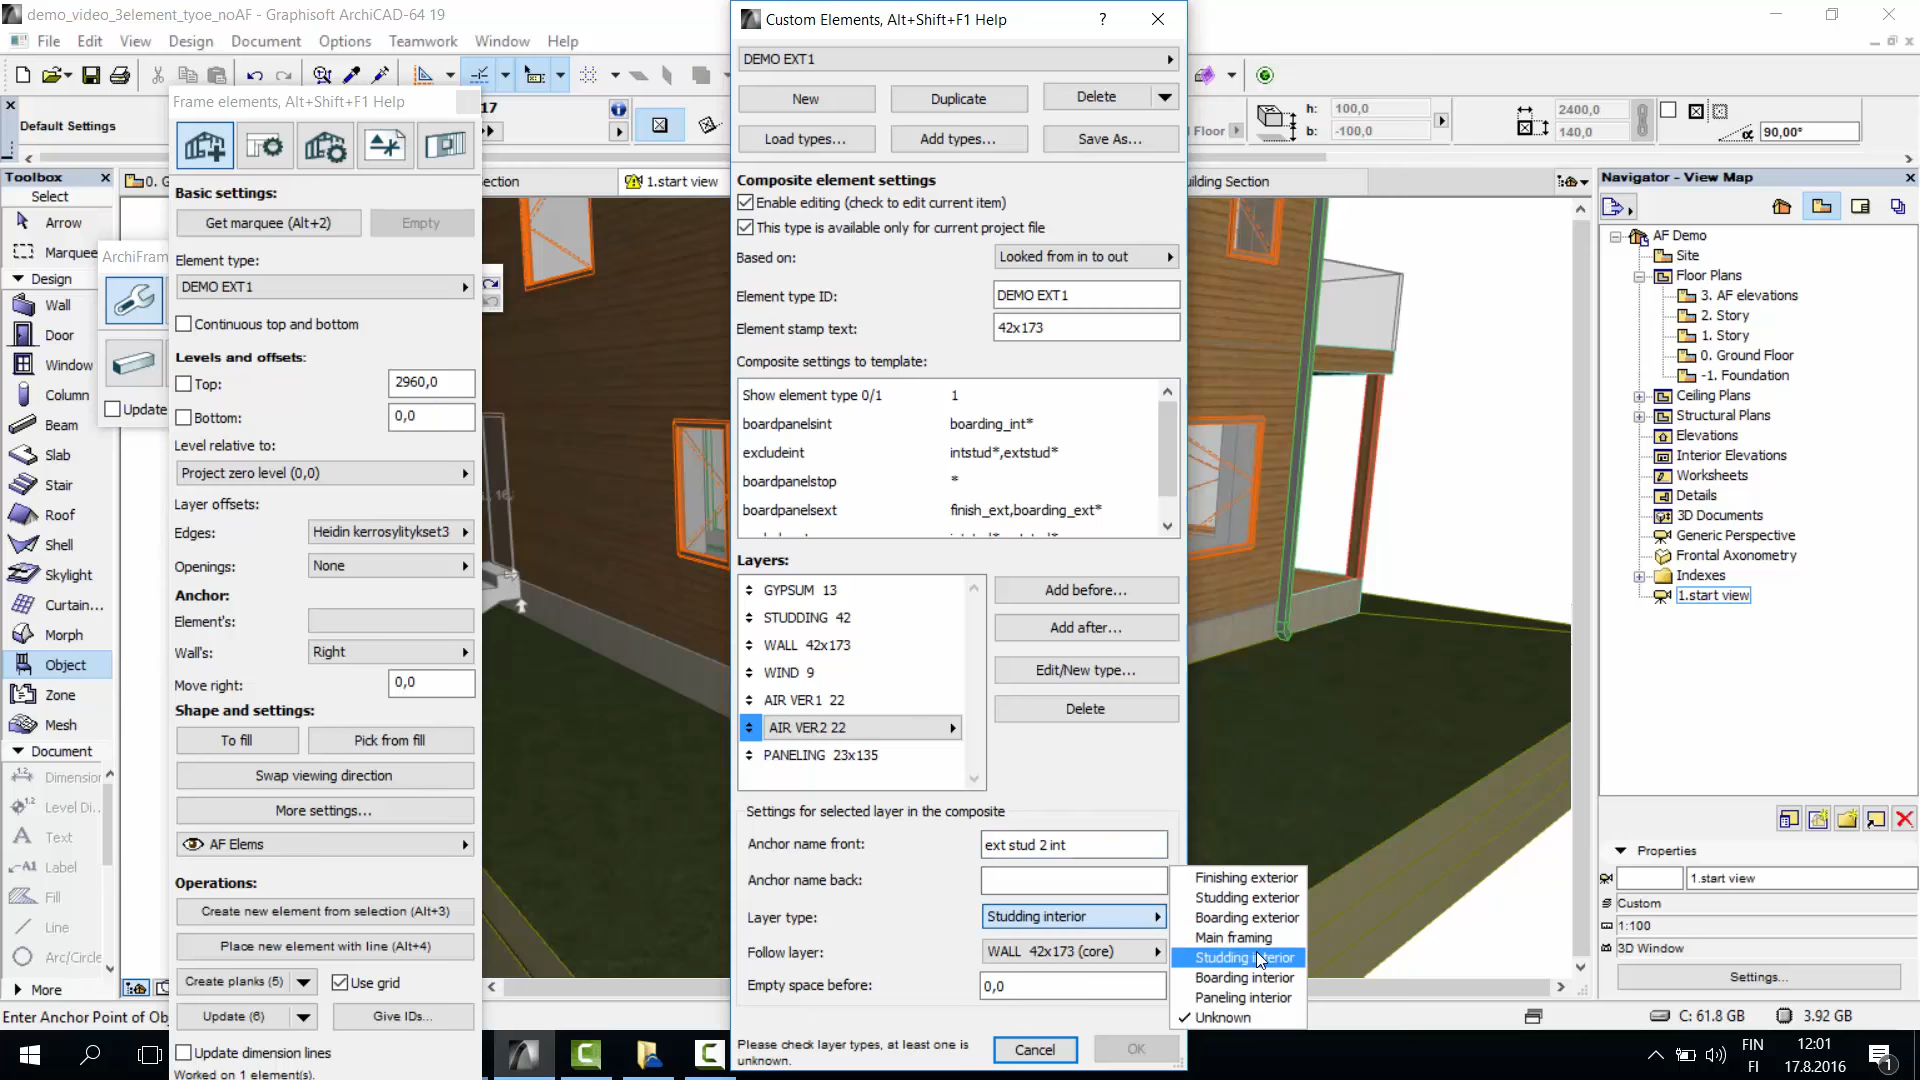 demo_video_3element_tyoe_noAF - Graphisoft ArchiCAD-64 19
File Edit View Design Document Options Teamwork Window Help
Default Settings
17
h: 100,0
b: -100,0
2400,0
140,0
90,00°
Floor
Toolbox
Select
Arrow
Marquee
Design
Wall
Door
Window
Column
Beam
Slab
Stair
Roof
Shell
Skylight
Curtain...
Morph
Object
Zone
Mesh
Document
Level Di...
Text
Label
Fill
Line
Arc/Circle
More
Update
1.start view
Frame elements, Alt+Shift+F1 Help
Basic settings:
Get marquee (Alt+2)
Empty
Element type:
DEMO EXT1
Continuous top and bottom
Levels and offsets:
Top: 2960,0
Bottom: 0,0
Level relative to:
Project zero level (0,0)
Layer offsets:
Edges: Heidin kerrosylitykset3
Openings: None
Anchor:
Element's:
Wall's: Right
Move right: 0,0
Shape and settings:
To fill
Pick from fill
Swap viewing direction
More settings...
AF Elems
Operations:
Create new element from selection (Alt+3)
Place new element with line (Alt+4)
Create planks (5)
Use grid
Update (6)
Give IDs...
Update dimension lines
Worked on 1 element(s).
Custom Elements, Alt+Shift+F1 Help
?
DEMO EXT1
New
Duplicate
Delete
Load types...
Add types...
Save As...
Composite element settings
Enable editing (check to edit current item)
This type is available only for current project file
Based on: Looked from in to out
Element type ID: DEMO EXT1
Element stamp text: 42x173
Composite settings to template:
Show element type 0/1 1
boardpanelsint boarding_int*
excludeint intstud*,extstud*
boardpanelstop *
boardpanelsext finish_ext,boarding_ext*
Layers:
GYPSUM 13
STUDDING 42
WALL 42x173
WIND 9
AIR VER1 22
AIR VER2 22
PANELING 23x135
Add before...
Add after...
Edit/New type...
Delete
Settings for selected layer in the composite
Anchor name front: ext stud 2 int
Anchor name back:
Layer type: Studding interior
Follow layer: WALL 42x173 (core)
Empty space before: 0,0
Please check layer types, at least one is
unknown.
Cancel
OK
Finishing exterior
Studding exterior
Boarding exterior
Main framing
Studding interior
Boarding interior
Paneling interior
Unknown
Navigator - View Map
AF Demo
Site
Floor Plans
3. AF elevations
2. Story
1. Story
0. Ground Floor
-1. Foundation
Ceiling Plans
Structural Plans
Elevations
Interior Elevations
Worksheets
Details
3D Documents
Generic Perspective
Frontal Axonometry
Indexes
1.start view
Properties
1.start view
Custom
1:100
3D Window
Settings...
C: 61.8 GB
3.92 GB
FIN
FI
12:01
17.8.2016
1